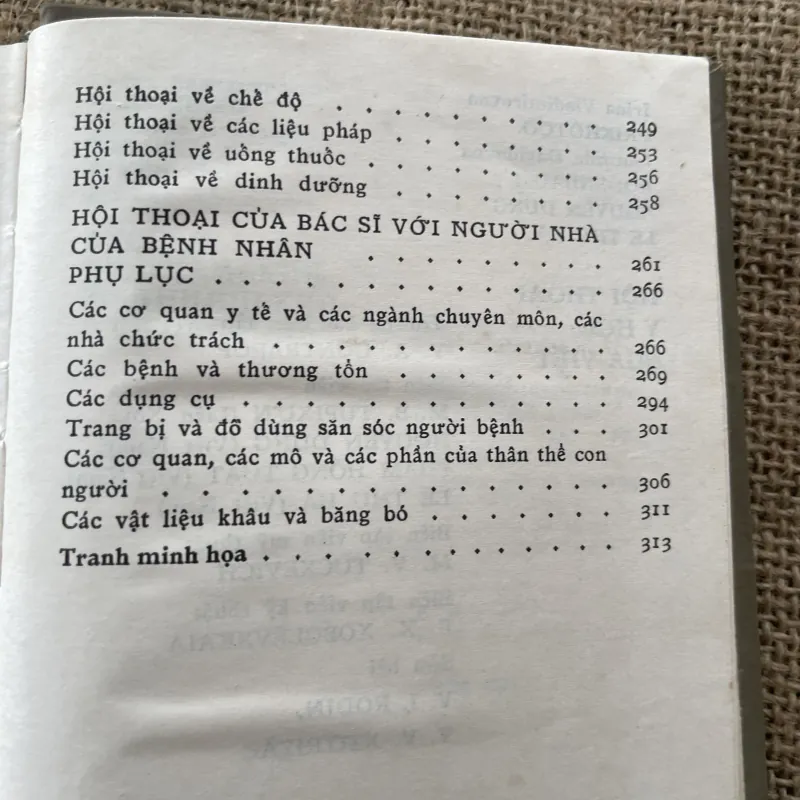 Hội thoại về chế độ . . . . . . . . . . 249
Hội thoại về các liệu pháp . . . . . . . . 253
Hội thoại về uống thuốc . . . . . . . . . 256
Hội thoại về dinh dưỡng . . . . . . . . 258
HỘI THOẠI CỦA BÁC SĨ VỚI NGƯỜI NHÀ
CỦA BỆNH NHÂN . . . . . . . . . 261
PHỤ LỤC . . . . . . . . . . . . . . 266
Các cơ quan y tế và các ngành chuyên môn, các
nhà chức trách . . . . . . . . . . . . 266
Các bệnh và thương tổn . . . . . . . . 269
Các dụng cụ . . . . . . . . . . . . . 294
Trang bị và đồ dùng săn sóc người bệnh . . . 301
Các cơ quan, các mô và các phần của thân thể con
người . . . . . . . . . . . . . . . 306
Các vật liệu khâu và băng bó . . . . . . . 311
Tranh minh họa . . . . . . . . . . . . . 313